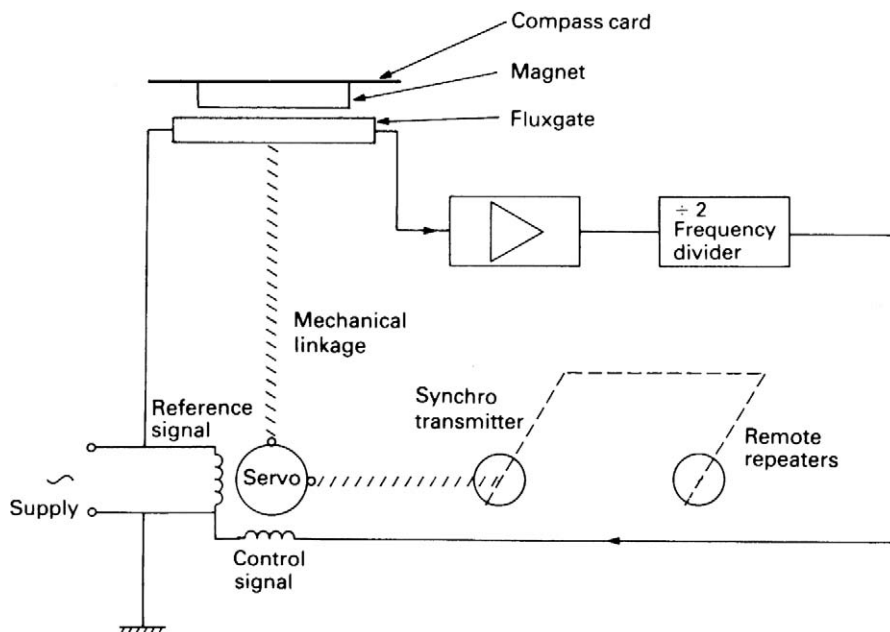 Compass card
Magnet
Fluxgate
÷ 2
Frequency
divider
Mechanical
linkage
Synchro
transmitter
Reference
signal
Remote
repeaters
Servo
~
Supply
Control
signal